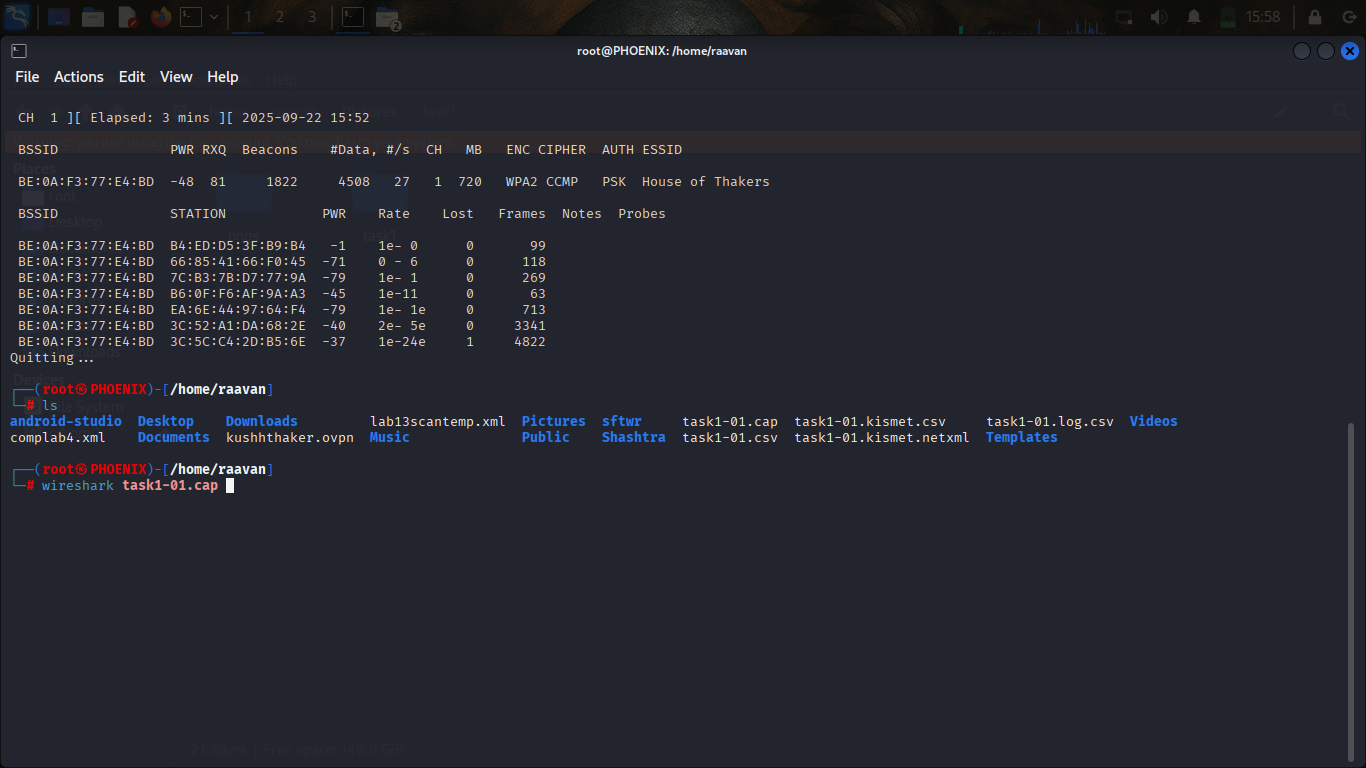 1 2 3 2 15:58
root@PHOENIX: /home/raavan
File Actions Edit View Help
CH  1 ][ Elapsed: 3 mins ][ 2025-09-22 15:52
BSSID              PWR RXQ  Beacons    #Data, #/s  CH   MB   ENC CIPHER  AUTH ESSID
BE:0A:F3:77:E4:BD  -48  81     1822     4508   27   1  720   WPA2 CCMP   PSK  House of Thakers
BSSID              STATION            PWR    Rate    Lost   Frames  Notes  Probes
BE:0A:F3:77:E4:BD  B4:ED:D5:3F:B9:B4   -1    1e- 0      0       99
BE:0A:F3:77:E4:BD  66:85:41:66:F0:45  -71    0 - 6      0      118
BE:0A:F3:77:E4:BD  7C:B3:7B:D7:77:9A  -79    1e- 1      0      269
BE:0A:F3:77:E4:BD  B6:0F:F6:AF:9A:A3  -45    1e-11      0       63
BE:0A:F3:77:E4:BD  EA:6E:44:97:64:F4  -79    1e- 1e     0      713
BE:0A:F3:77:E4:BD  3C:52:A1:DA:68:2E  -40    2e- 5e     0     3341
BE:0A:F3:77:E4:BD  3C:5C:C4:2D:B5:6E  -37    1e-24e     1     4822
Quitting...
┌──(root㉿PHOENIX)-[/home/raavan]
└─# ls
android-studio  Desktop    Downloads         lab13scantemp.xml  Pictures  sftwr     task1-01.cap  task1-01.kismet.csv     task1-01.log.csv  Videos
complab4.xml    Documents  kushhthaker.ovpn  Music              Public    Shashtra  task1-01.csv  task1-01.kismet.netxml  Templates
┌──(root㉿PHOENIX)-[/home/raavan]
└─# wireshark task1-01.cap
2 folders | Free space: 146.8 GiB